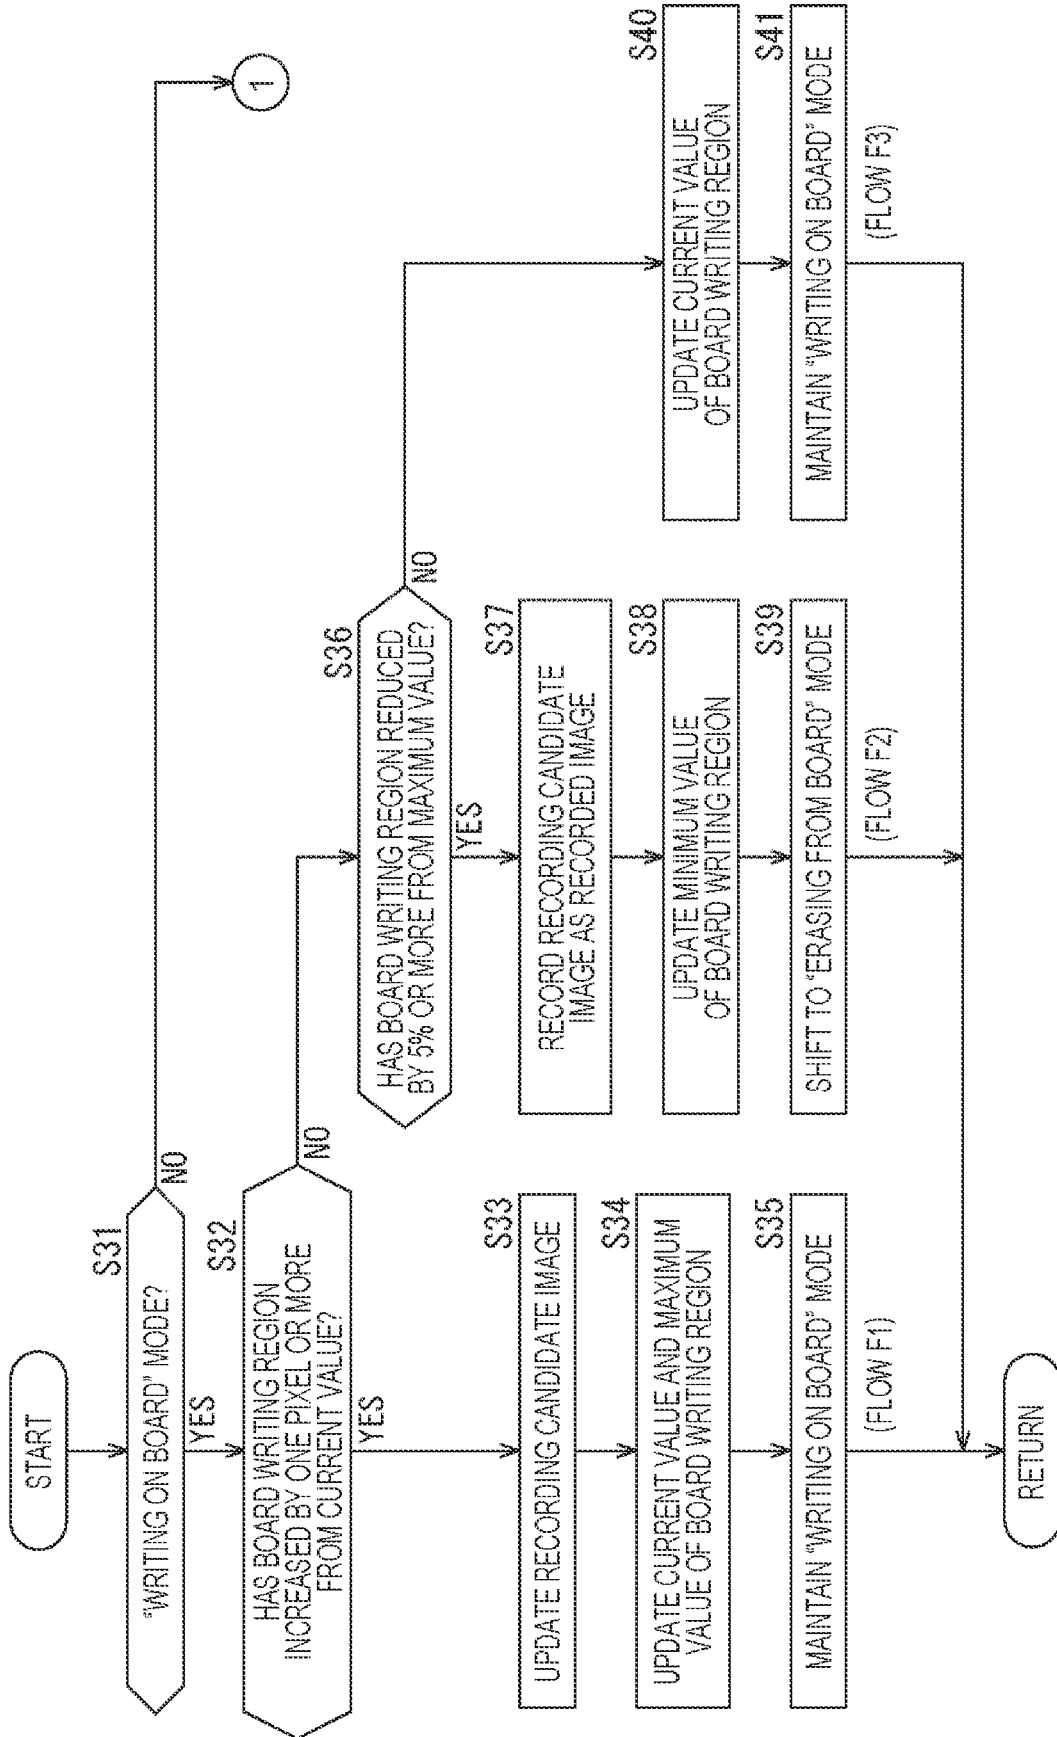 START
S31
"WRITING ON BOARD" MODE?
NO
YES
1
S32
HAS BOARD WRITING REGION
INCREASED BY ONE PIXEL OR MORE
FROM CURRENT VALUE?
NO
YES
S33
UPDATE RECORDING CANDIDATE IMAGE
S34
UPDATE CURRENT VALUE AND MAXIMUM
VALUE OF BOARD WRITING REGION
S35
MAINTAIN "WRITING ON BOARD" MODE
(FLOW F1)
S36
HAS BOARD WRITING REGION REDUCED
BY 5% OR MORE FROM MAXIMUM VALUE?
NO
YES
S37
RECORD RECORDING CANDIDATE
IMAGE AS RECORDED IMAGE
S38
UPDATE MINIMUM VALUE
OF BOARD WRITING REGION
S39
SHIFT TO "ERASING FROM BOARD" MODE
(FLOW F2)
S40
UPDATE CURRENT VALUE
OF BOARD WRITING REGION
S41
MAINTAIN "WRITING ON BOARD" MODE
(FLOW F3)
RETURN